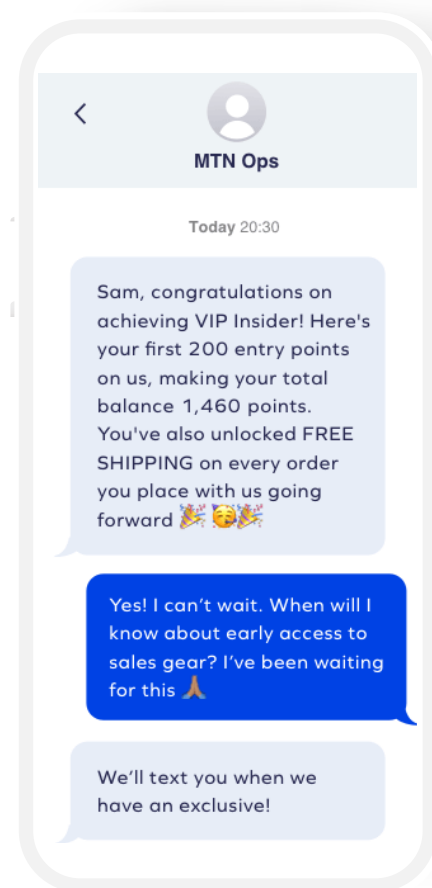 MTN Ops
Today 20:30
Sam, congratulations on
achieving VIP Insider! Here's
your first 200 entry points
on us, making your total
balance 1,460 points.
You've also unlocked FREE
SHIPPING on every order
you place with us going
forward 🎉🥳🎉
Yes! I can’t wait. When will I
know about early access to
sales gear? I’ve been waiting
for this 🙏🏽
We’ll text you when we
have an exclusive!